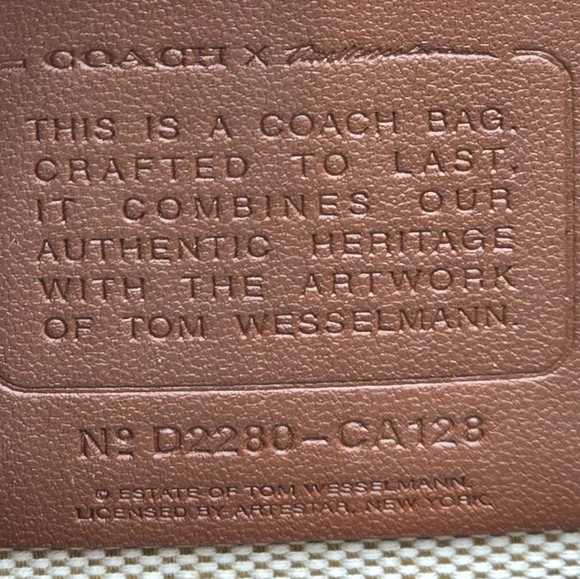 COACH X
THIS IS A COACH BAG.
CRAFTED TO LAST.
IT COMBINES OUR
AUTHENTIC HERITAGE
WITH THE ARTWORK
OF TOM WESSELMANN.
Nº D2280-CA128
© ESTATE OF TOM WESSELMANN.
LICENSED BY ARTESTAR, NEW YORK.